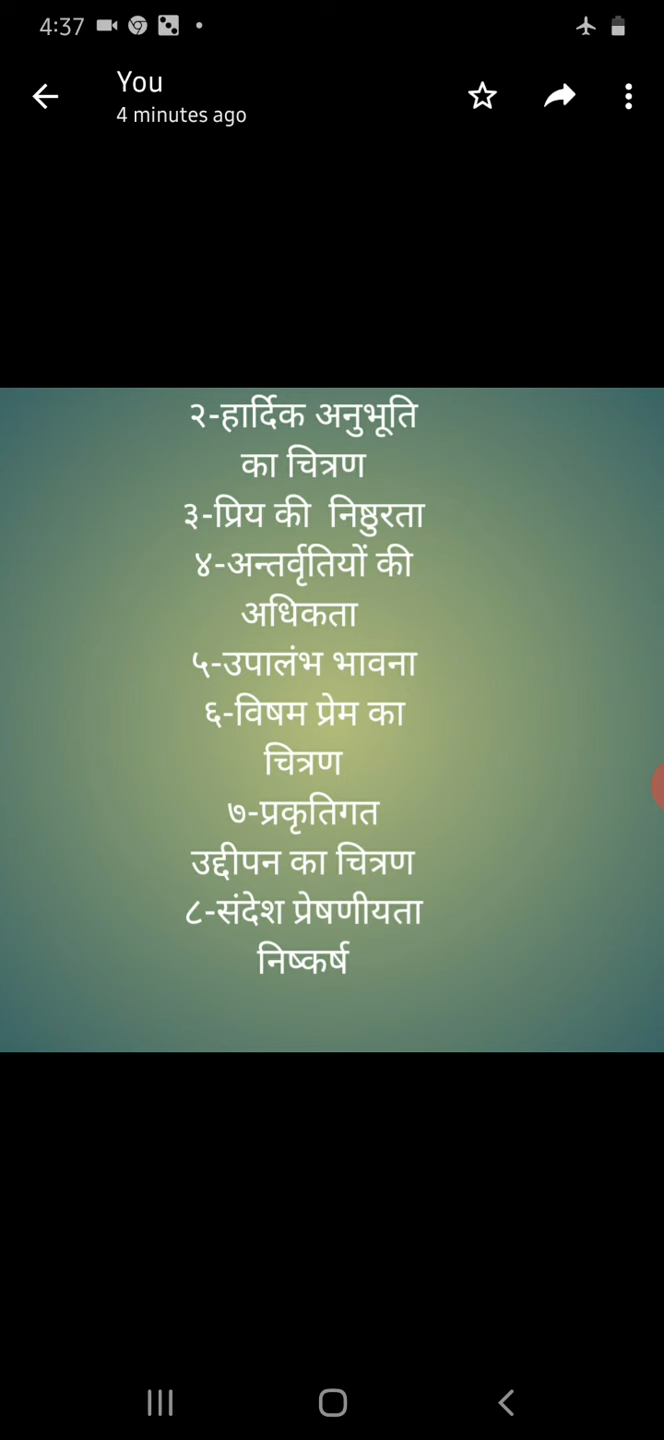 4:37
You
4 minutes ago
२-हार्दिक अनुभूति
का चित्रण
३-प्रिय की  निष्ठुरता
४-अन्तर्वृतियों की
अधिकता
५-उपालंभ भावना
६-विषम प्रेम का
चित्रण
७-प्रकृतिगत
उद्दीपन का चित्रण
८-संदेश प्रेषणीयता
निष्कर्ष